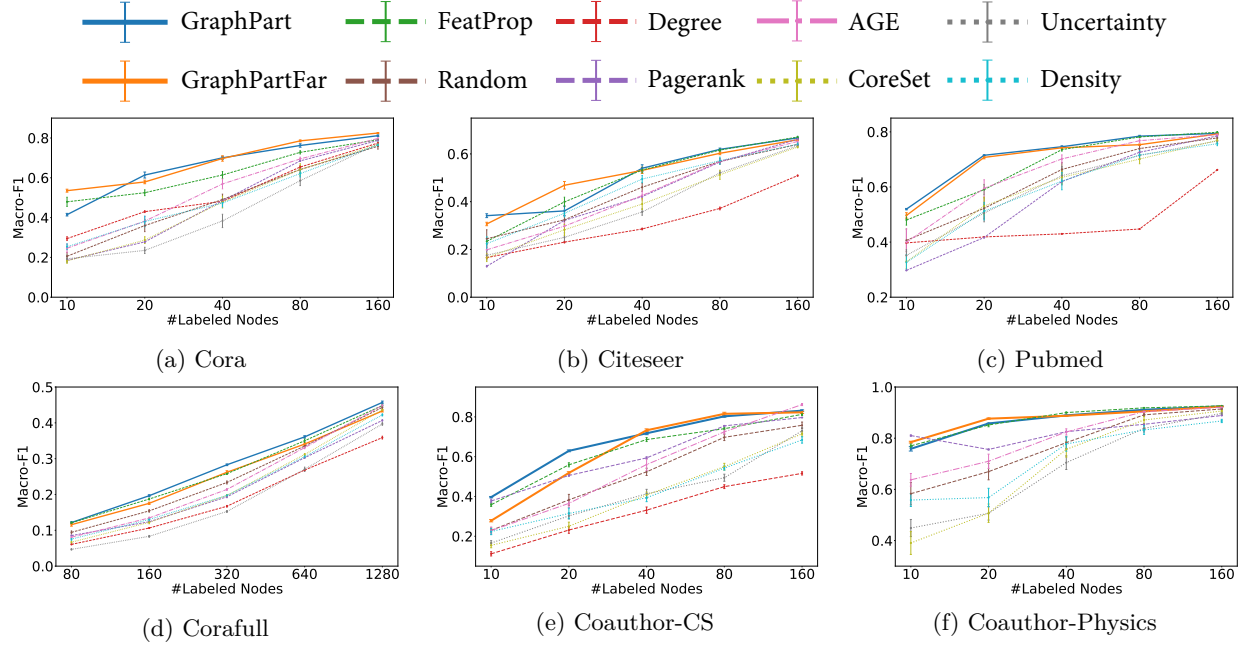 GraphPart FeatProp Degree AGE Uncertainty
GraphPartFar Random Pagerank CoreSet Density
Macro-F1
0.8
0.6
0.4
0.2
0.0
10 20 40 80 160
#Labeled Nodes
(a) Cora
Macro-F1
0.6
0.4
0.2
0.0
10 20 40 80 160
#Labeled Nodes
(b) Citeseer
Macro-F1
0.8
0.6
0.4
0.2
10 20 40 80 160
#Labeled Nodes
(c) Pubmed
Macro-F1
0.5
0.4
0.3
0.2
0.1
0.0
80 160 320 640 1280
#Labeled Nodes
(d) Corafull
Macro-F1
0.8
0.6
0.4
0.2
10 20 40 80 160
#Labeled Nodes
(e) Coauthor-CS
Macro-F1
1.0
0.8
0.6
0.4
10 20 40 80 160
#Labeled Nodes
(f) Coauthor-Physics